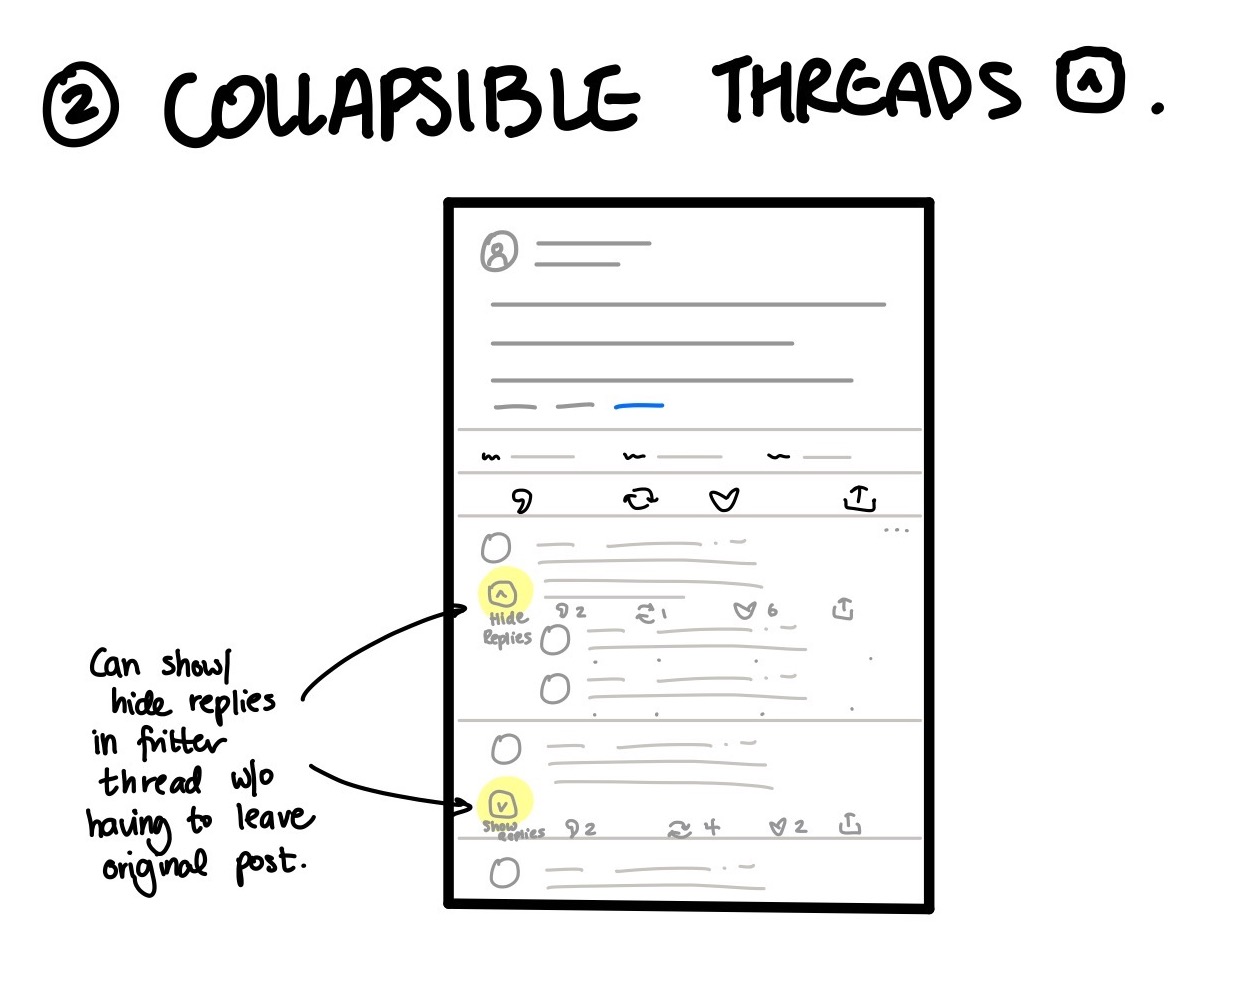 ② COLLAPSIBLE THREADS ^ .
Hide
Replies
2 1 6
Can show/
hide replies
in fritter
thread w/o
having to leave
original post.
Show
Replies
2 4 2